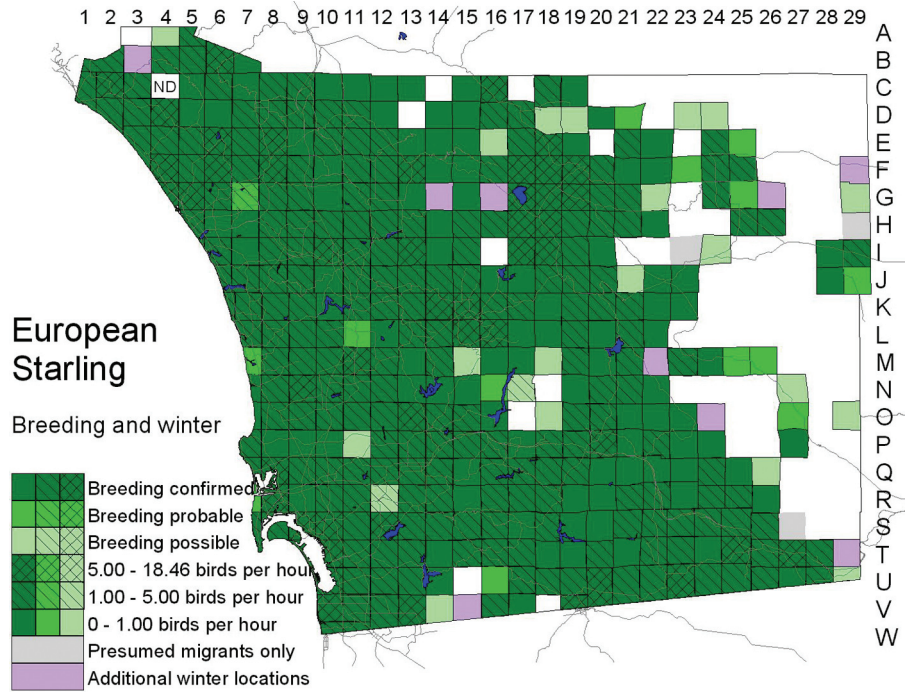 1 2 3 4 5 6 7 8 9 10 11 12 13 14 15 16 17 18 19 20 21 22 23 24 25 26 27 28 29
A
B
C
D
E
F
G
H
I
J
K
L
M
N
O
P
Q
R
S
T
U
V
W
ND
European
Starling
Breeding and winter
Breeding confirmed
Breeding probable
Breeding possible
5.00 - 18.46 birds per hour
1.00 - 5.00 birds per hour
0 - 1.00 birds per hour
Presumed migrants only
Additional winter locations